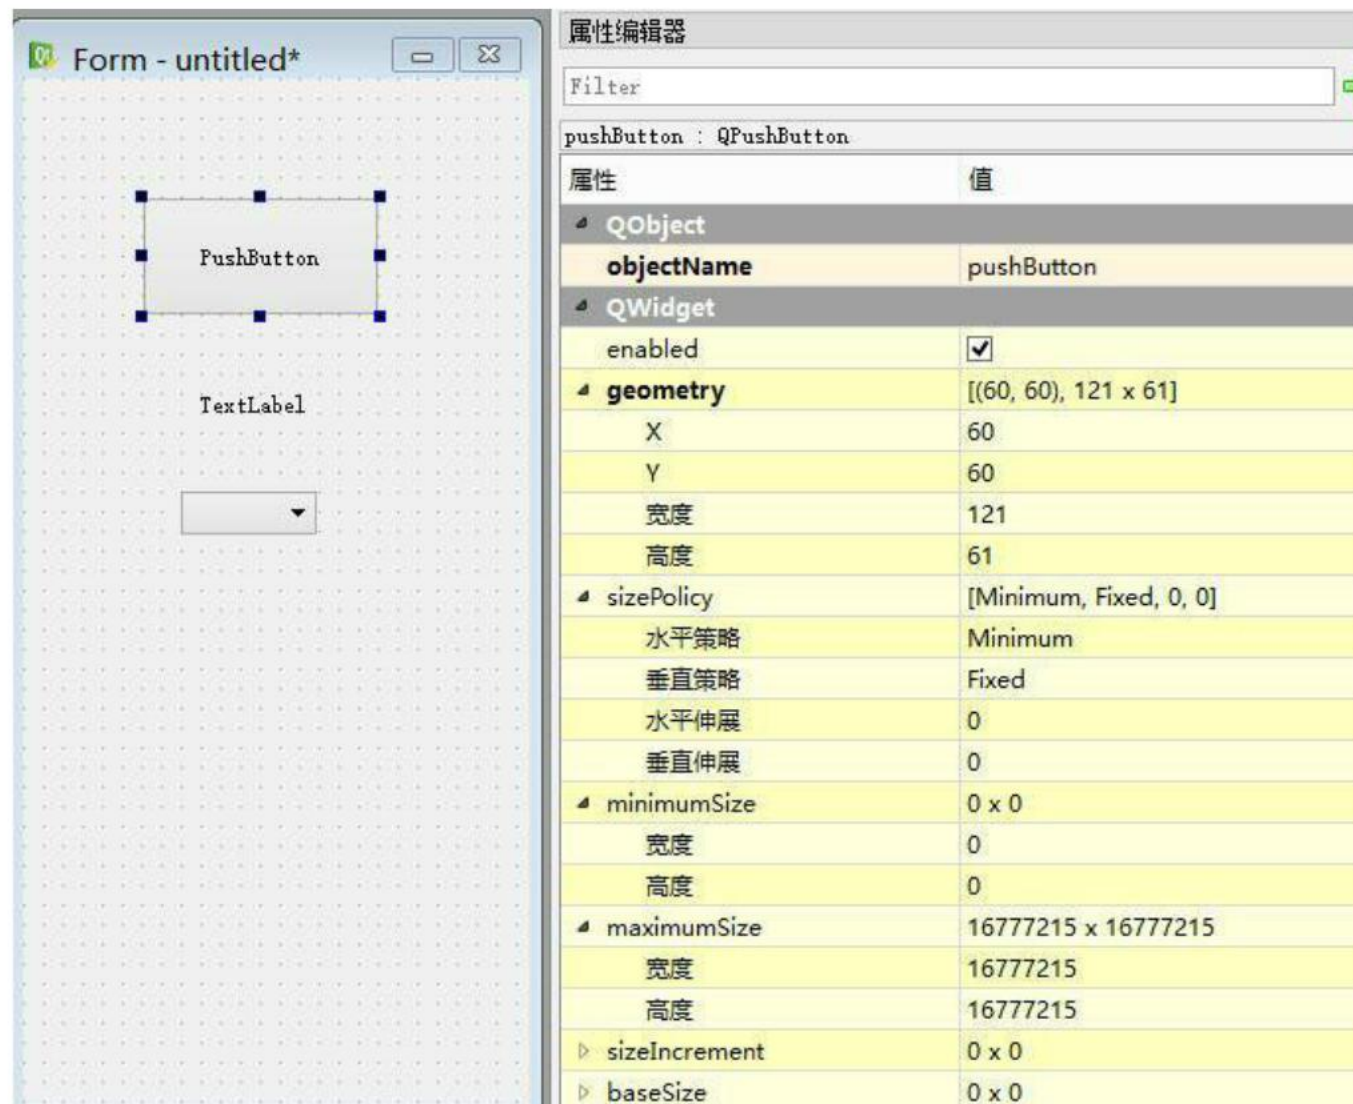 Form - untitled*
PushButton
TextLabel
属性编辑器
Filter
pushButton : QPushButton
属性 值
QObject
objectName pushButton
QWidget
enabled
geometry [(60, 60), 121 x 61]
X 60
Y 60
宽度 121
高度 61
sizePolicy [Minimum, Fixed, 0, 0]
水平策略 Minimum
垂直策略 Fixed
水平伸展 0
垂直伸展 0
minimumSize 0 x 0
宽度 0
高度 0
maximumSize 16777215 x 16777215
宽度 16777215
高度 16777215
sizeIncrement 0 x 0
baseSize 0 x 0